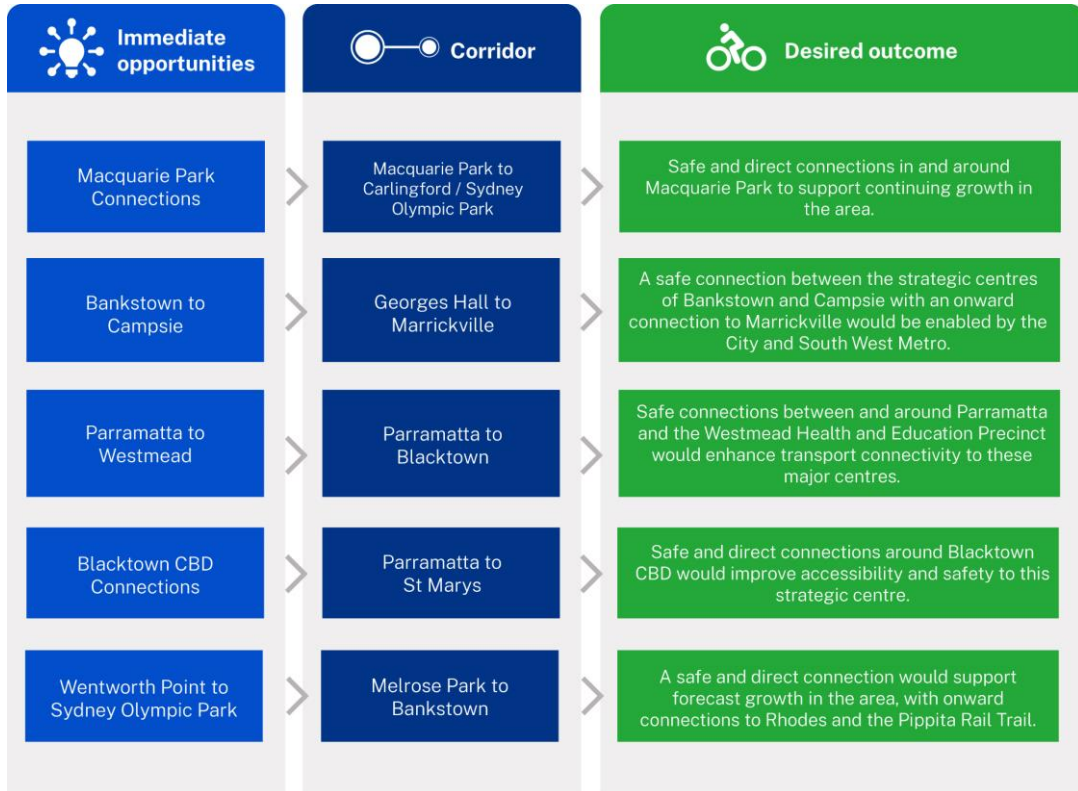 Immediate
opportunities
Corridor
Desired outcome
Macquarie Park
Connections
Macquarie Park to
Carlingford / Sydney
Olympic Park
Safe and direct connections in and around
Macquarie Park to support continuing growth in
the area.
Bankstown to
Campsie
Georges Hall to
Marrickville
A safe connection between the strategic centres
of Bankstown and Campsie with an onward
connection to Marrickville would be enabled by the
City and South West Metro.
Parramatta to
Westmead
Parramatta to
Blacktown
Safe connections between and around Parramatta
and the Westmead Health and Education Precinct
would enhance transport connectivity to these
major centres.
Blacktown CBD
Connections
Parramatta to
St Marys
Safe and direct connections around Blacktown
CBD would improve accessibility and safety to this
strategic centre.
Wentworth Point to
Sydney Olympic Park
Melrose Park to
Bankstown
A safe and direct connection would support
forecast growth in the area, with onward
connections to Rhodes and the Pippita Rail Trail.